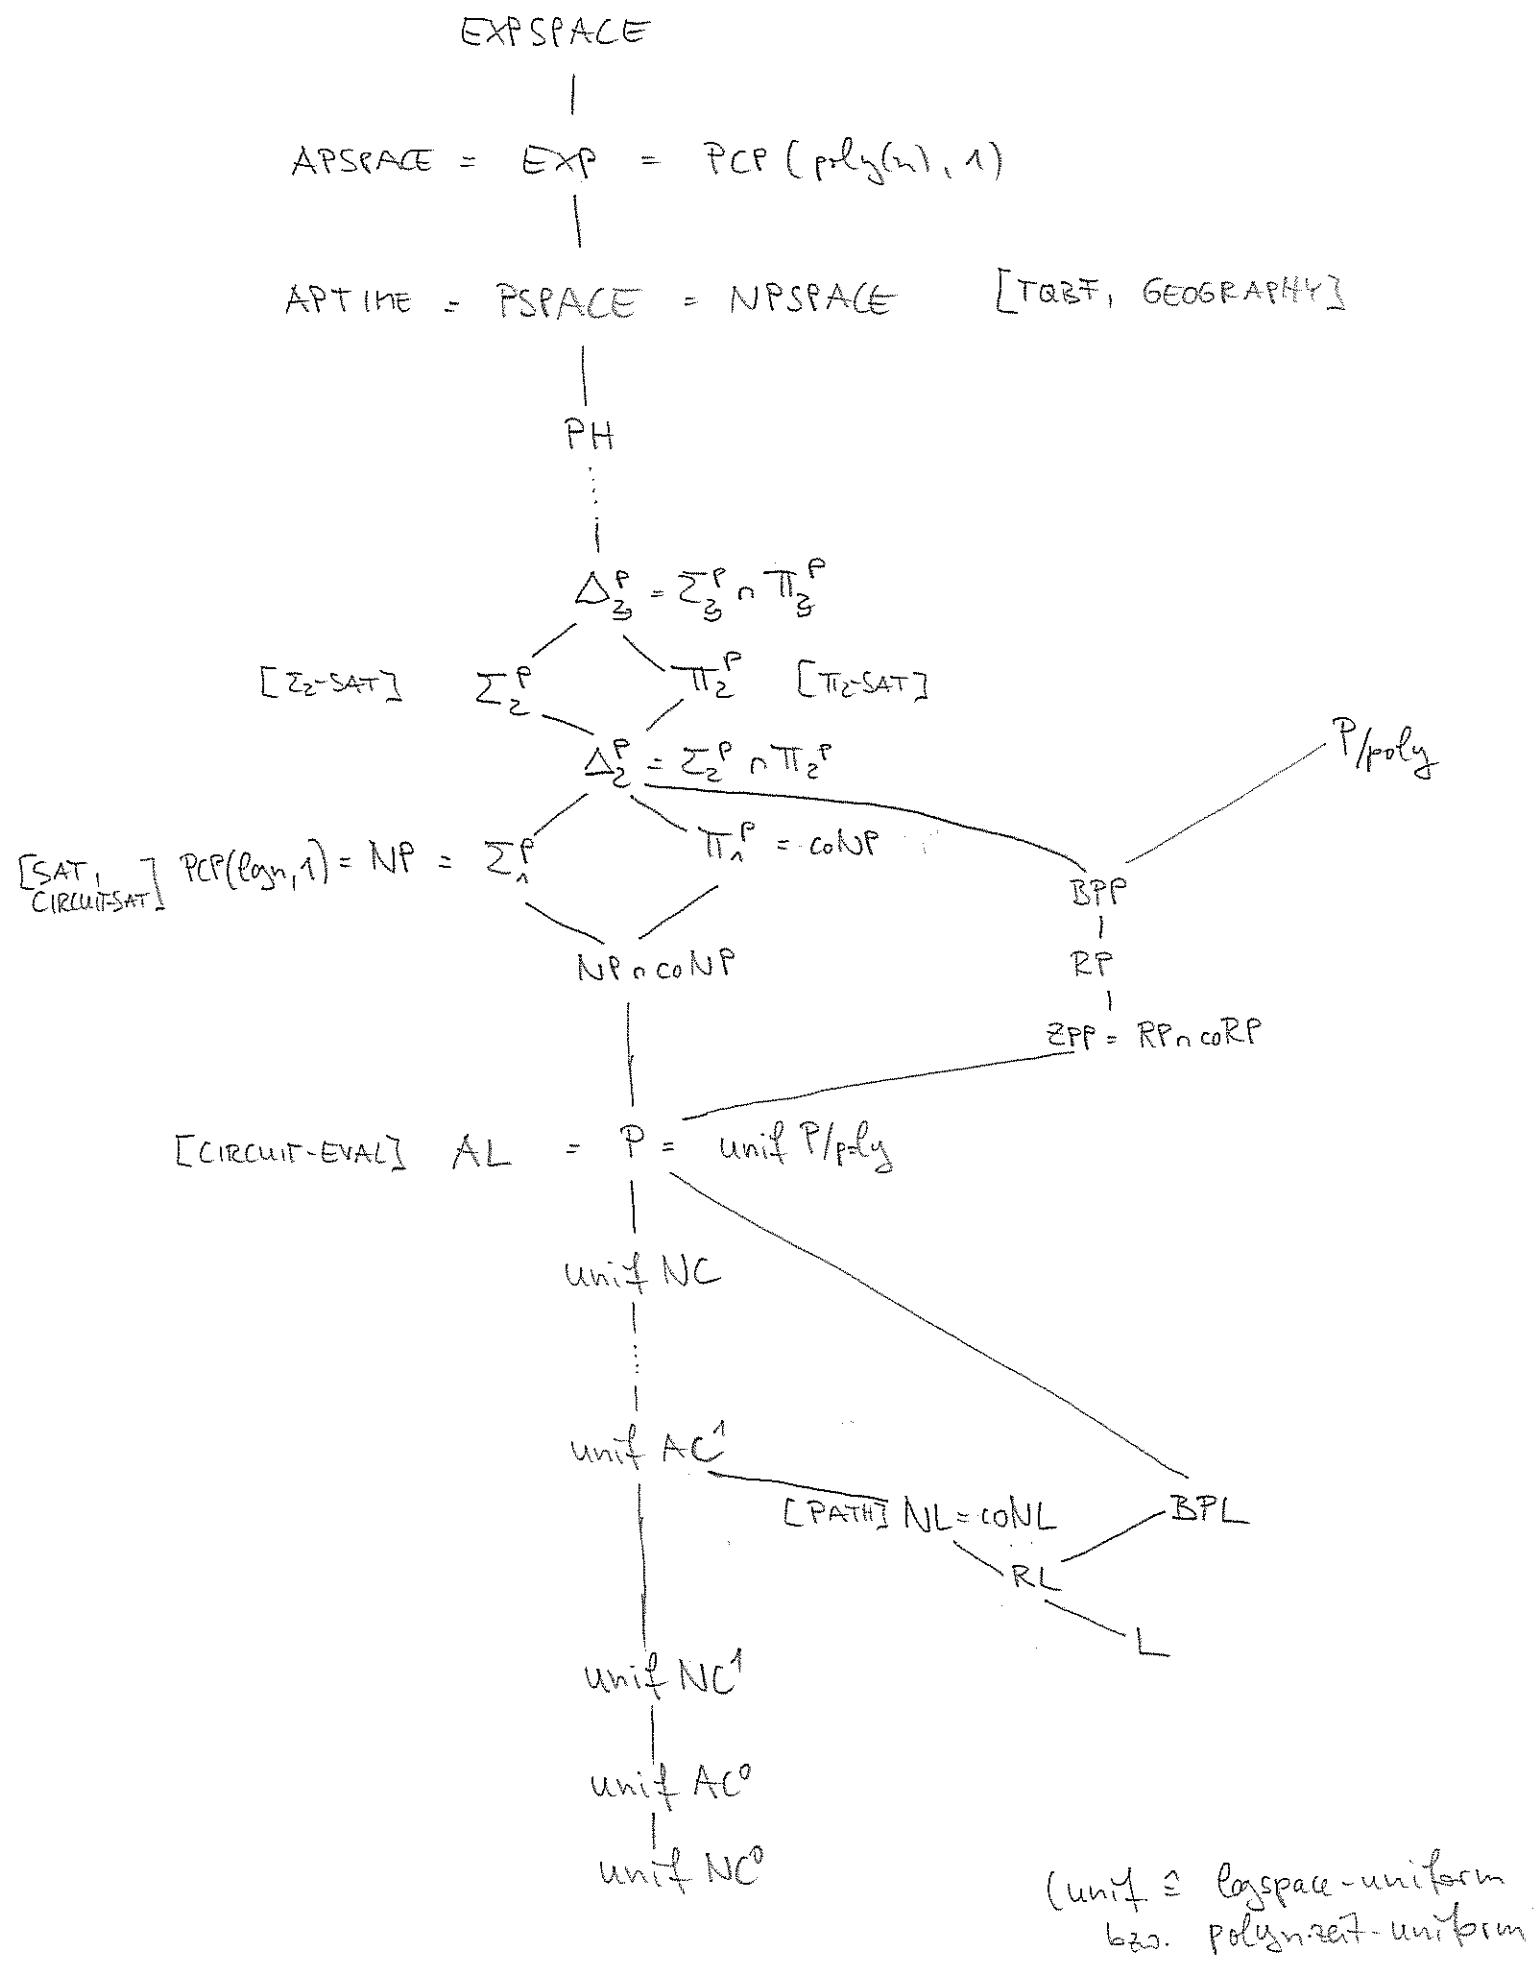 EXPSPACE
APSPACE = EXP = PCP(poly(n), 1)
APTIME = PSPACE = NPSPACE [TQBF, GEOGRAPHY]
PH
Δ₃ᴾ = Σ₃ᴾ ∩ Π₃ᴾ
[Σ₂-SAT] Σ₂ᴾ Π₂ᴾ [Π₂-SAT]
P/poly
Δ₂ᴾ = Σ₂ᴾ ∩ Π₂ᴾ
Π₁ᴾ = coNP
[SAT, CIRCUIT-SAT] PCP(log n, 1) = NP = Σ₁ᴾ
BPP
NP ∩ coNP
RP
ZPP = RP ∩ coRP
[CIRCUIT-EVAL] AL = P = unif P/poly
unif NC
unif AC¹
[PATH] NL = coNL
BPL
RL
L
unif NC¹
unif AC⁰
unif NC⁰
(unif ≙ logspace-uniform
bzw. polyn.zeit-uniform